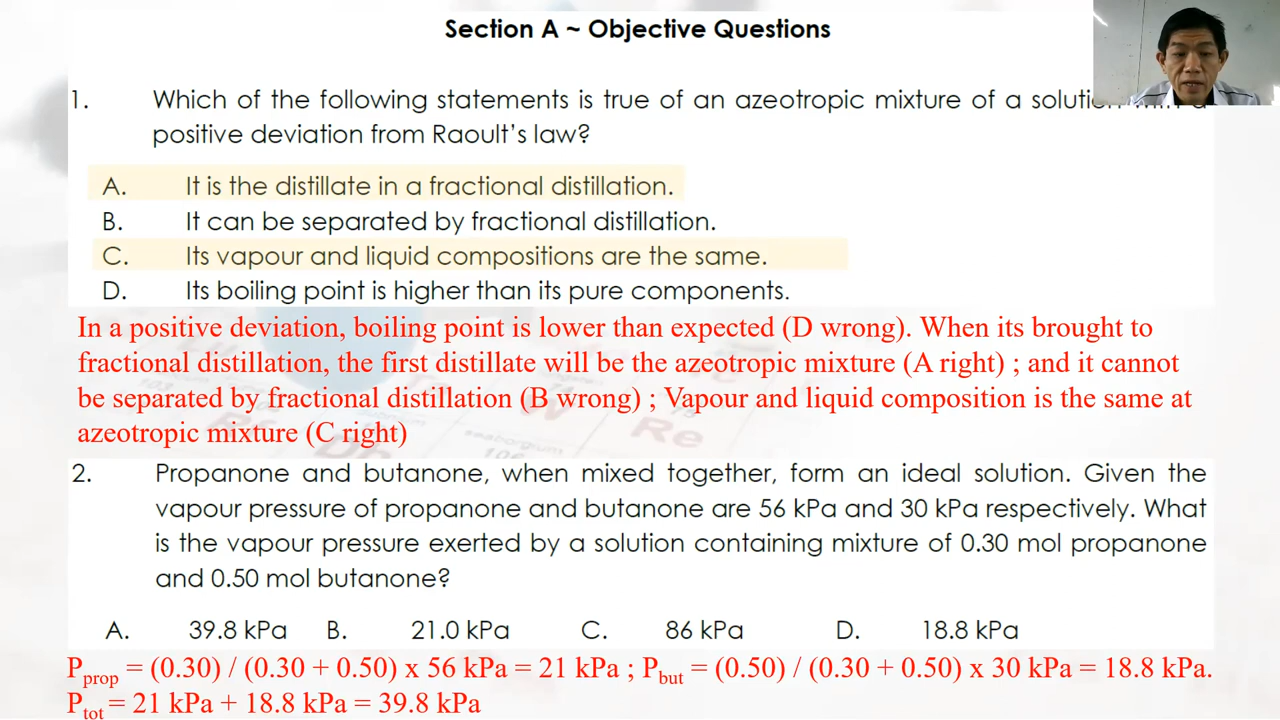 Section A ~ Objective Questions
1. Which of the following statements is true of an azeotropic mixture of a solution with a
positive deviation from Raoult's law?
A. It is the distillate in a fractional distillation.
B. It can be separated by fractional distillation.
C. Its vapour and liquid compositions are the same.
D. Its boiling point is higher than its pure components.
In a positive deviation, boiling point is lower than expected (D wrong). When its brought to
fractional distillation, the first distillate will be the azeotropic mixture (A right) ; and it cannot
be separated by fractional distillation (B wrong) ; Vapour and liquid composition is the same at
azeotropic mixture (C right)
2. Propanone and butanone, when mixed together, form an ideal solution. Given the
vapour pressure of propanone and butanone are 56 kPa and 30 kPa respectively. What
is the vapour pressure exerted by a solution containing mixture of 0.30 mol propanone
and 0.50 mol butanone?
A. 39.8 kPa B. 21.0 kPa C. 86 kPa D. 18.8 kPa
Pprop = (0.30) / (0.30 + 0.50) x 56 kPa = 21 kPa ; Pbut = (0.50) / (0.30 + 0.50) x 30 kPa = 18.8 kPa.
Ptot = 21 kPa + 18.8 kPa = 39.8 kPa